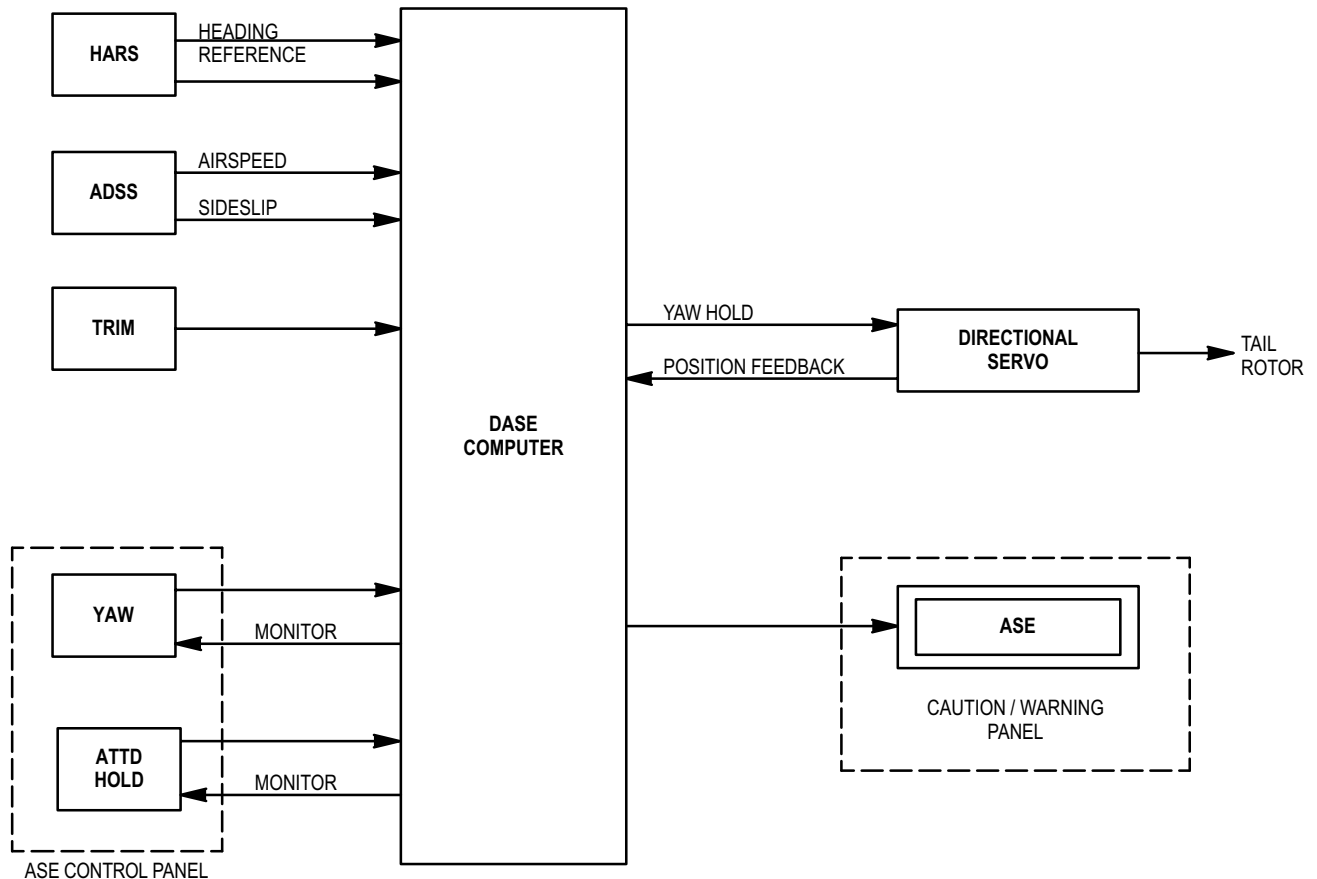 HARS
HEADING
REFERENCE
ADSS
AIRSPEED
SIDESLIP
TRIM
DASE
COMPUTER
YAW HOLD
POSITION FEEDBACK
DIRECTIONAL
SERVO
TAIL
ROTOR
YAW
MONITOR
ATTD
HOLD
MONITOR
ASE CONTROL PANEL
ASE
CAUTION / WARNING
PANEL